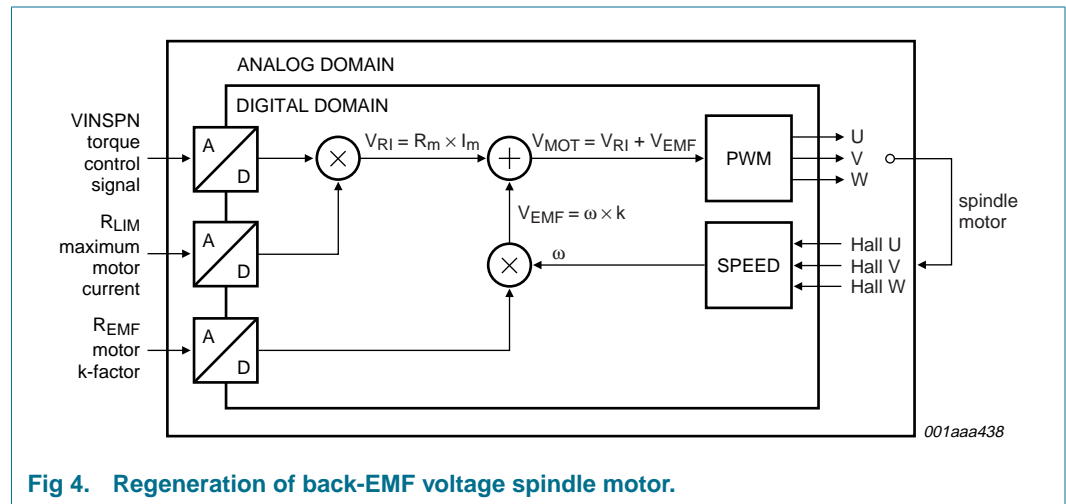 ANALOG DOMAIN
DIGITAL DOMAIN
VINSPN
torque
control
signal
A
D
×
V_RI = R_m × I_m
+
V_MOT = V_RI + V_EMF
PWM
U
V
W
spindle
motor
R_LIM
maximum
motor
current
A
D
V_EMF = ω × k
×
ω
SPEED
Hall U
Hall V
Hall W
R_EMF
motor
k-factor
A
D
001aaa438
Fig 4. Regeneration of back-EMF voltage spindle motor.